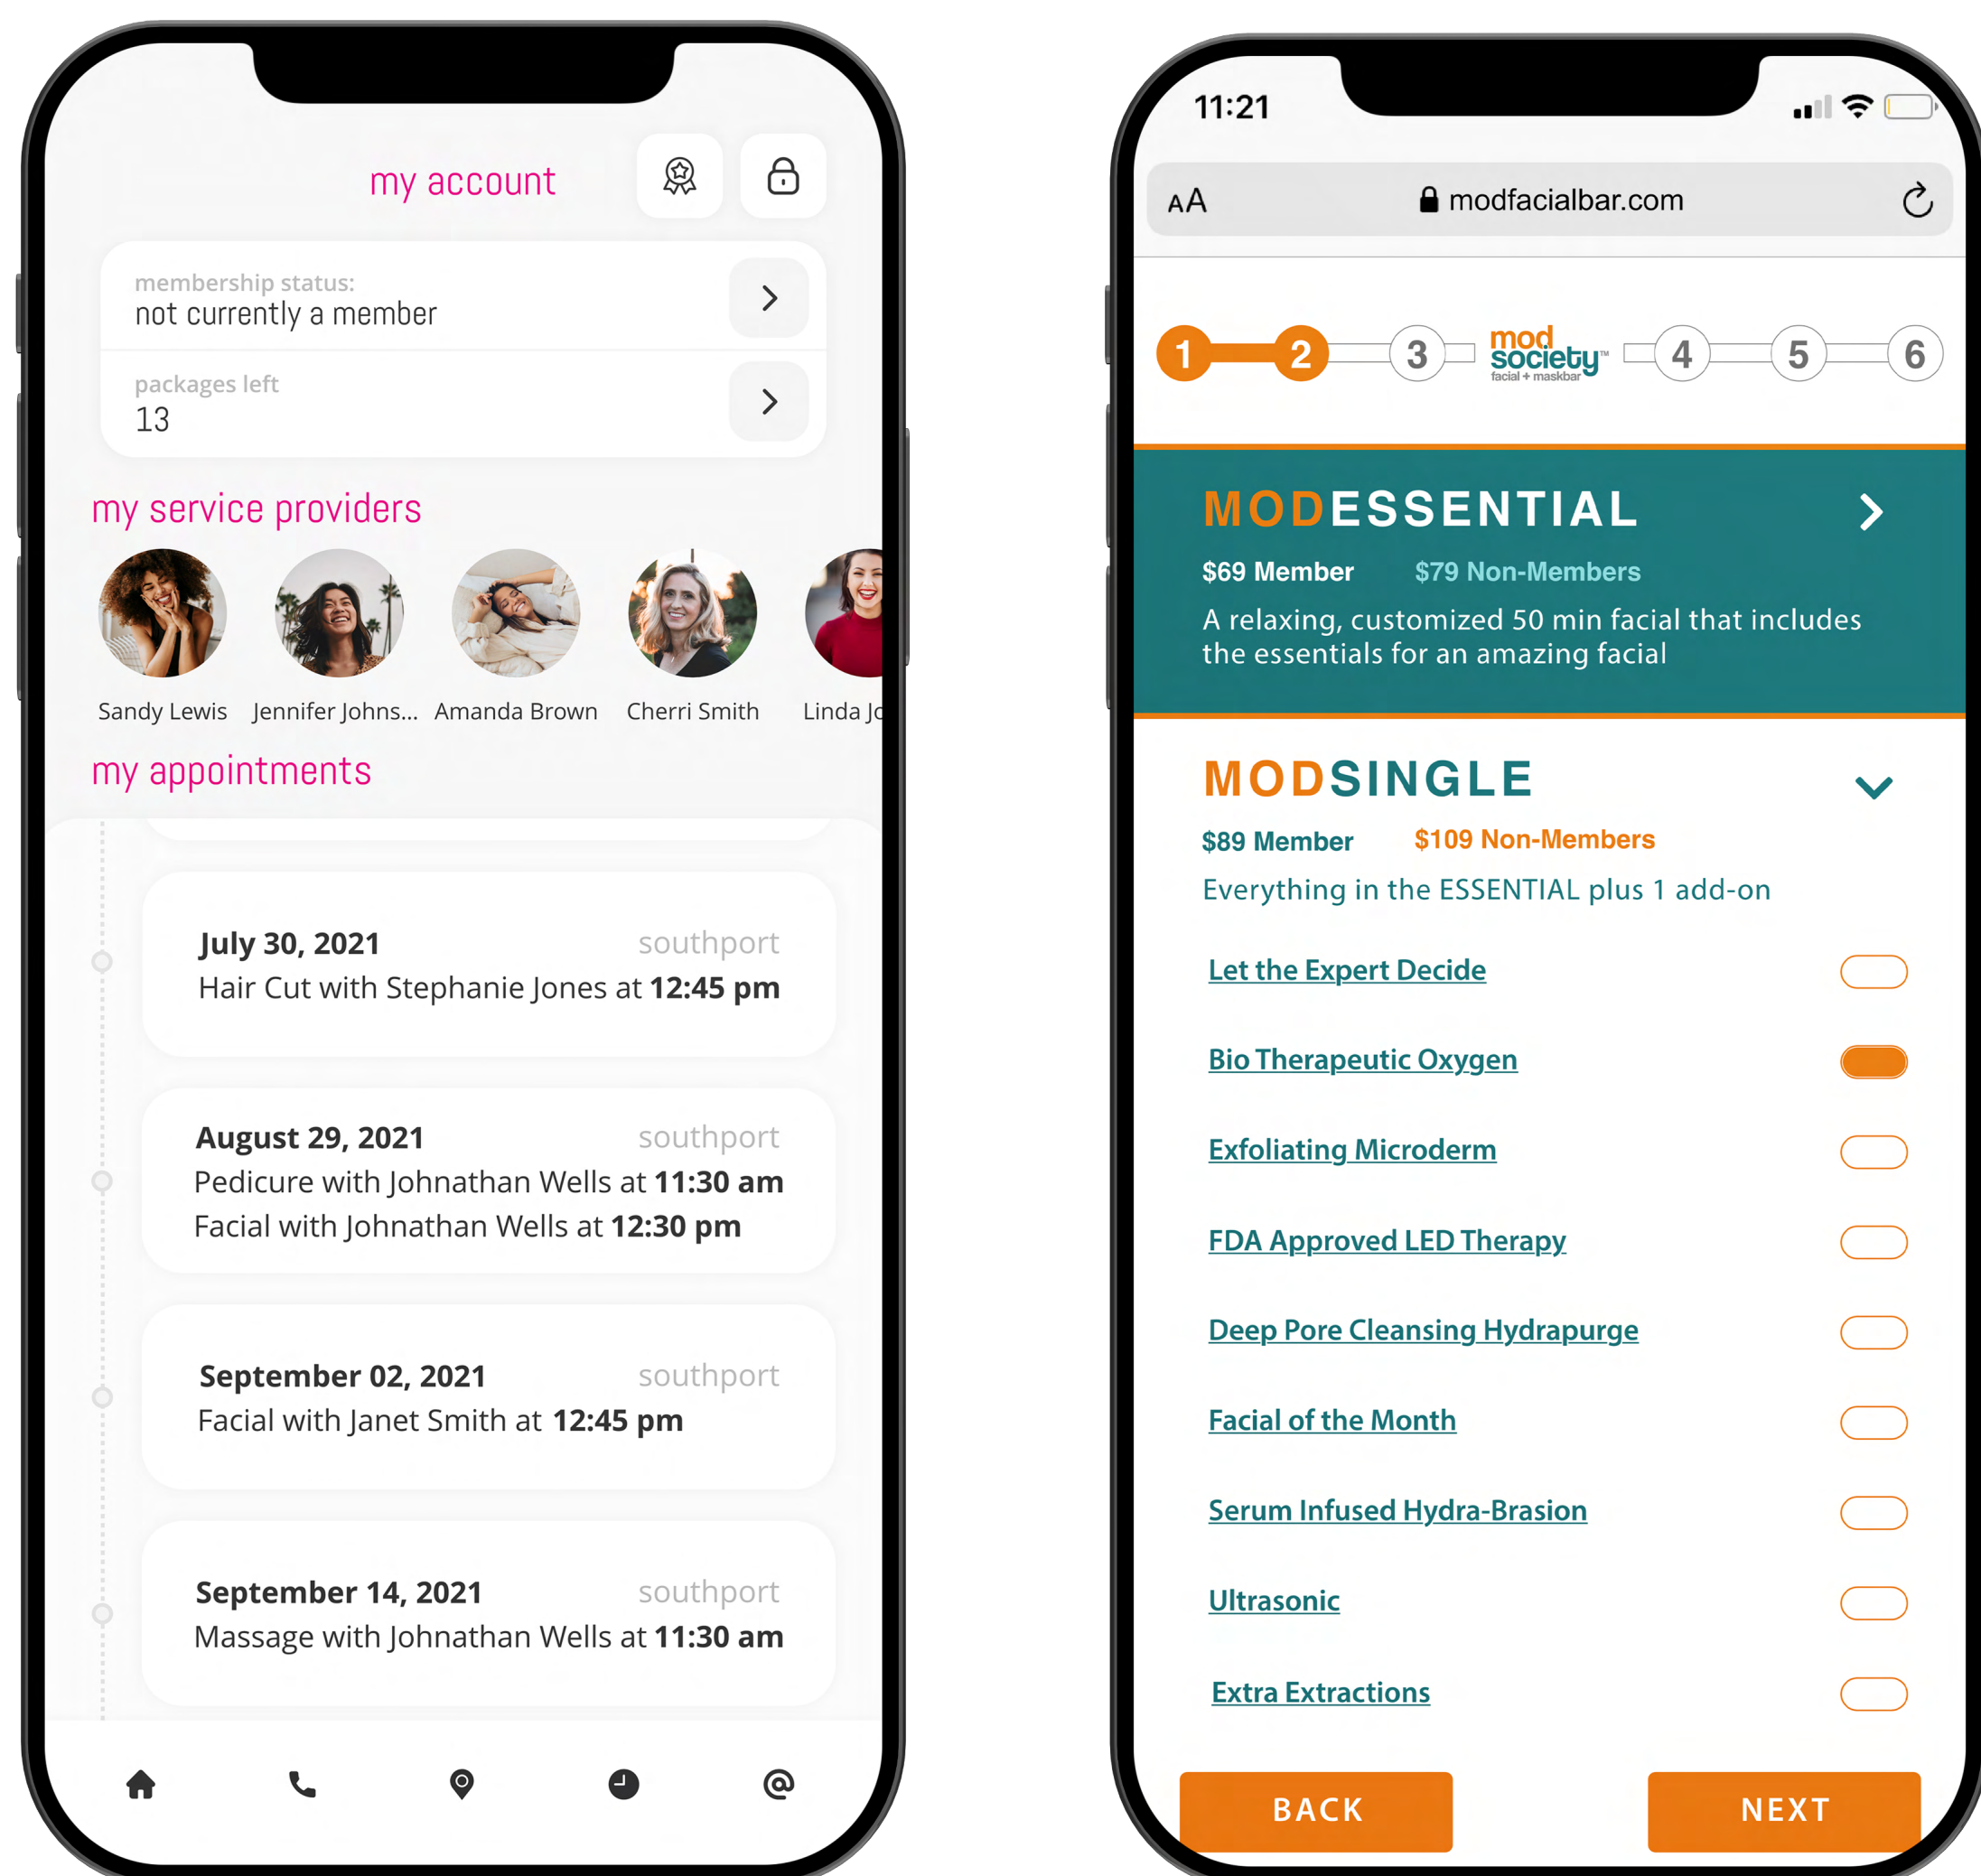 my account
membership status:
not currently a member
packages left
13
my service providers
Sandy Lewis
Jennifer Johns...
Amanda Brown
Cherri Smith
Linda Jo
my appointments
July 30, 2021 southport
Hair Cut with Stephanie Jones at 12:45 pm
August 29, 2021 southport
Pedicure with Johnathan Wells at 11:30 am
Facial with Johnathan Wells at 12:30 pm
September 02, 2021 southport
Facial with Janet Smith at 12:45 pm
September 14, 2021 southport
Massage with Johnathan Wells at 11:30 am
11:21
AA modfacialbar.com
1 2 3 mod society™ facial + maskbar 4 5 6
MODESSENTIAL
$69 Member $79 Non-Members
A relaxing, customized 50 min facial that includes
the essentials for an amazing facial
MODSINGLE
$89 Member $109 Non-Members
Everything in the ESSENTIAL plus 1 add-on
Let the Expert Decide
Bio Therapeutic Oxygen
Exfoliating Microderm
FDA Approved LED Therapy
Deep Pore Cleansing Hydrapurge
Facial of the Month
Serum Infused Hydra-Brasion
Ultrasonic
Extra Extractions
BACK NEXT